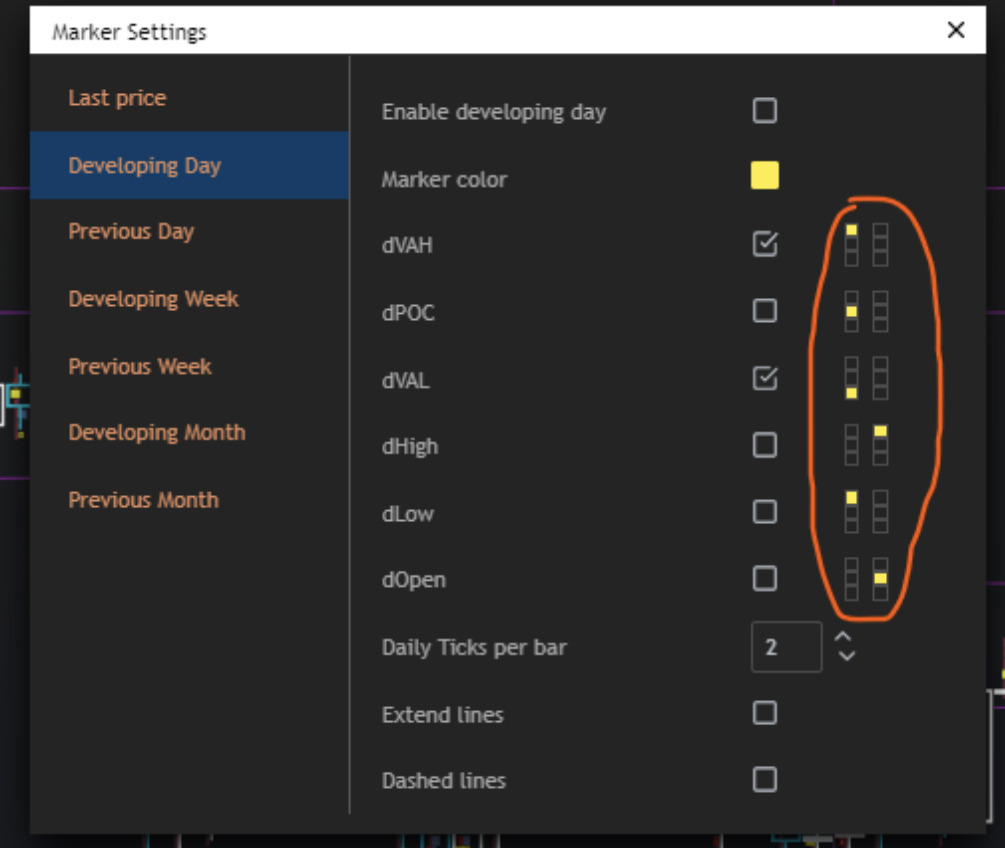 Marker Settings
Last price
Developing Day
Previous Day
Developing Week
Previous Week
Developing Month
Previous Month
Enable developing day
Marker color
dVAH
dPOC
dVAL
dHigh
dLow
dOpen
Daily Ticks per bar 2
Extend lines
Dashed lines